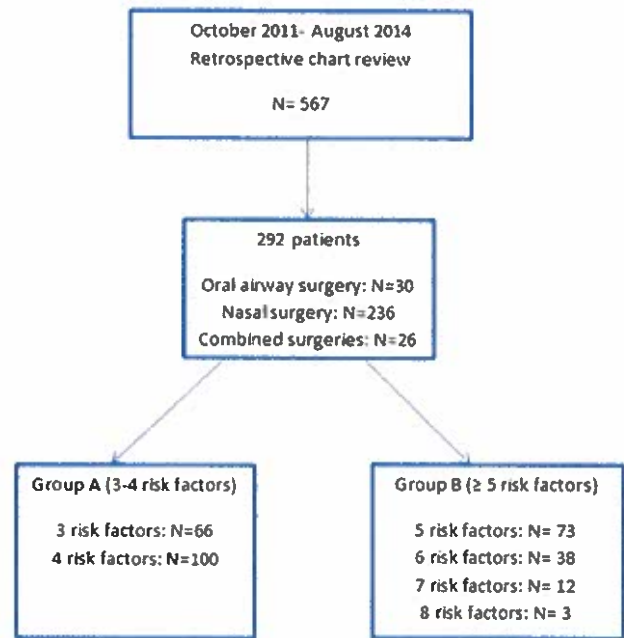 October 2011- August 2014
Retrospective chart review
N= 567
292 patients
Oral airway surgery: N=30
Nasal surgery: N=236
Combined surgeries: N=26
Group A (3-4 risk factors)
3 risk factors: N=66
4 risk factors: N=100
Group B (≥ 5 risk factors)
5 risk factors: N= 73
6 risk factors: N= 38
7 risk factors: N= 12
8 risk factors: N= 3